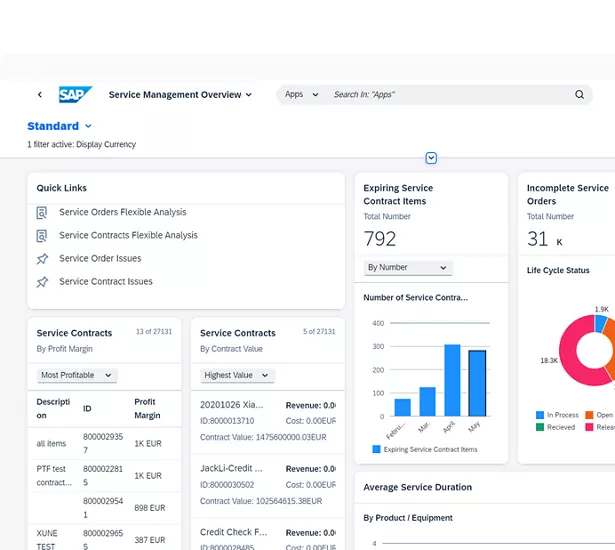 SAP
Service Management Overview
Apps
Search In: "Apps"
Standard
1 filter active: Display Currency
Quick Links
Service Orders Flexible Analysis
Service Contracts Flexible Analysis
Service Order Issues
Service Contract Issues
Expiring Service
Contract Items
Total Number
792
By Number
Number of Service Contra...
400
300
200
100
0
Febru...
Mar.
April
May
Expiring Service Contract Items
Incomplete Service
Orders
Total Number
31 K
Life Cycle Status
1.9K
18.3K
In Process
Open
Recieved
Relea
Service Contracts
13 of 27131
By Profit Margin
Most Profitable
Descripti
on
ID
Profit
Margin
all items
800002935
7
1K EUR
PTF test
contract...
800002281
5
1K EUR
800002954
1
898 EUR
XUNE
TEST
800002965
5
387 EUR
Service Contracts
5 of 27131
By Contract Value
Highest Value
20201026 Xia...
Revenue: 0.0
ID:8000013710
Cost: 0.00EUR
Contract Value: 1475600000.03EUR
JackLi-Credit ...
Revenue: 0.0
ID:8000030502
Cost: 0.00EUR
Contract Value: 102564615.38EUR
Credit Check F...
Revenue: 0.0
ID:8000028485
Cost: 0.00EUR
Average Service Duration
By Product / Equipment
4